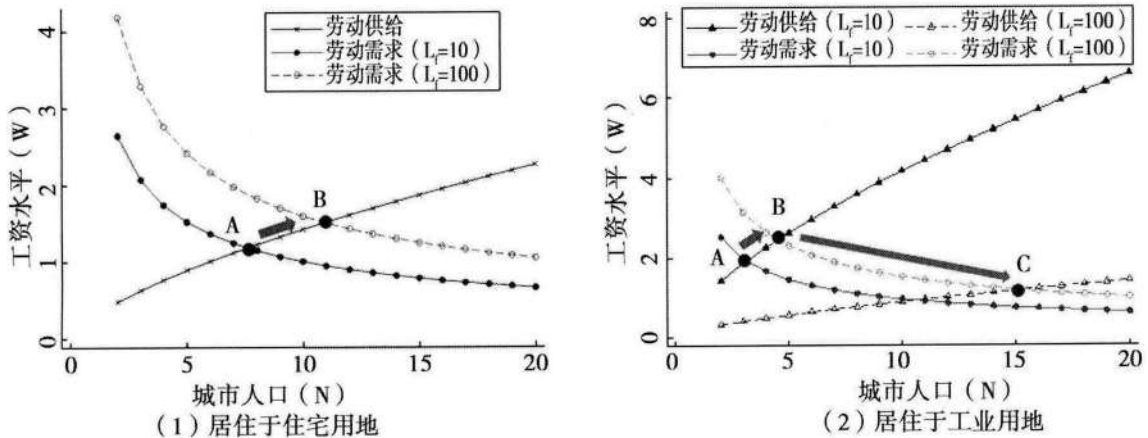 劳动供给
劳动需求(L_f=10)
劳动需求(L_f=100)
工资水平(W)
4
3
2
1
0
A
B
0 5 10 15 20
城市人口(N)
(1)居住于住宅用地
劳动供给(L_f=10) 劳动供给(L_f=100)
劳动需求(L_f=10) 劳动需求(L_f=100)
工资水平(W)
8
6
4
2
0
A
B
C
0 5 10 15 20
城市人口(N)
(2)居住于工业用地